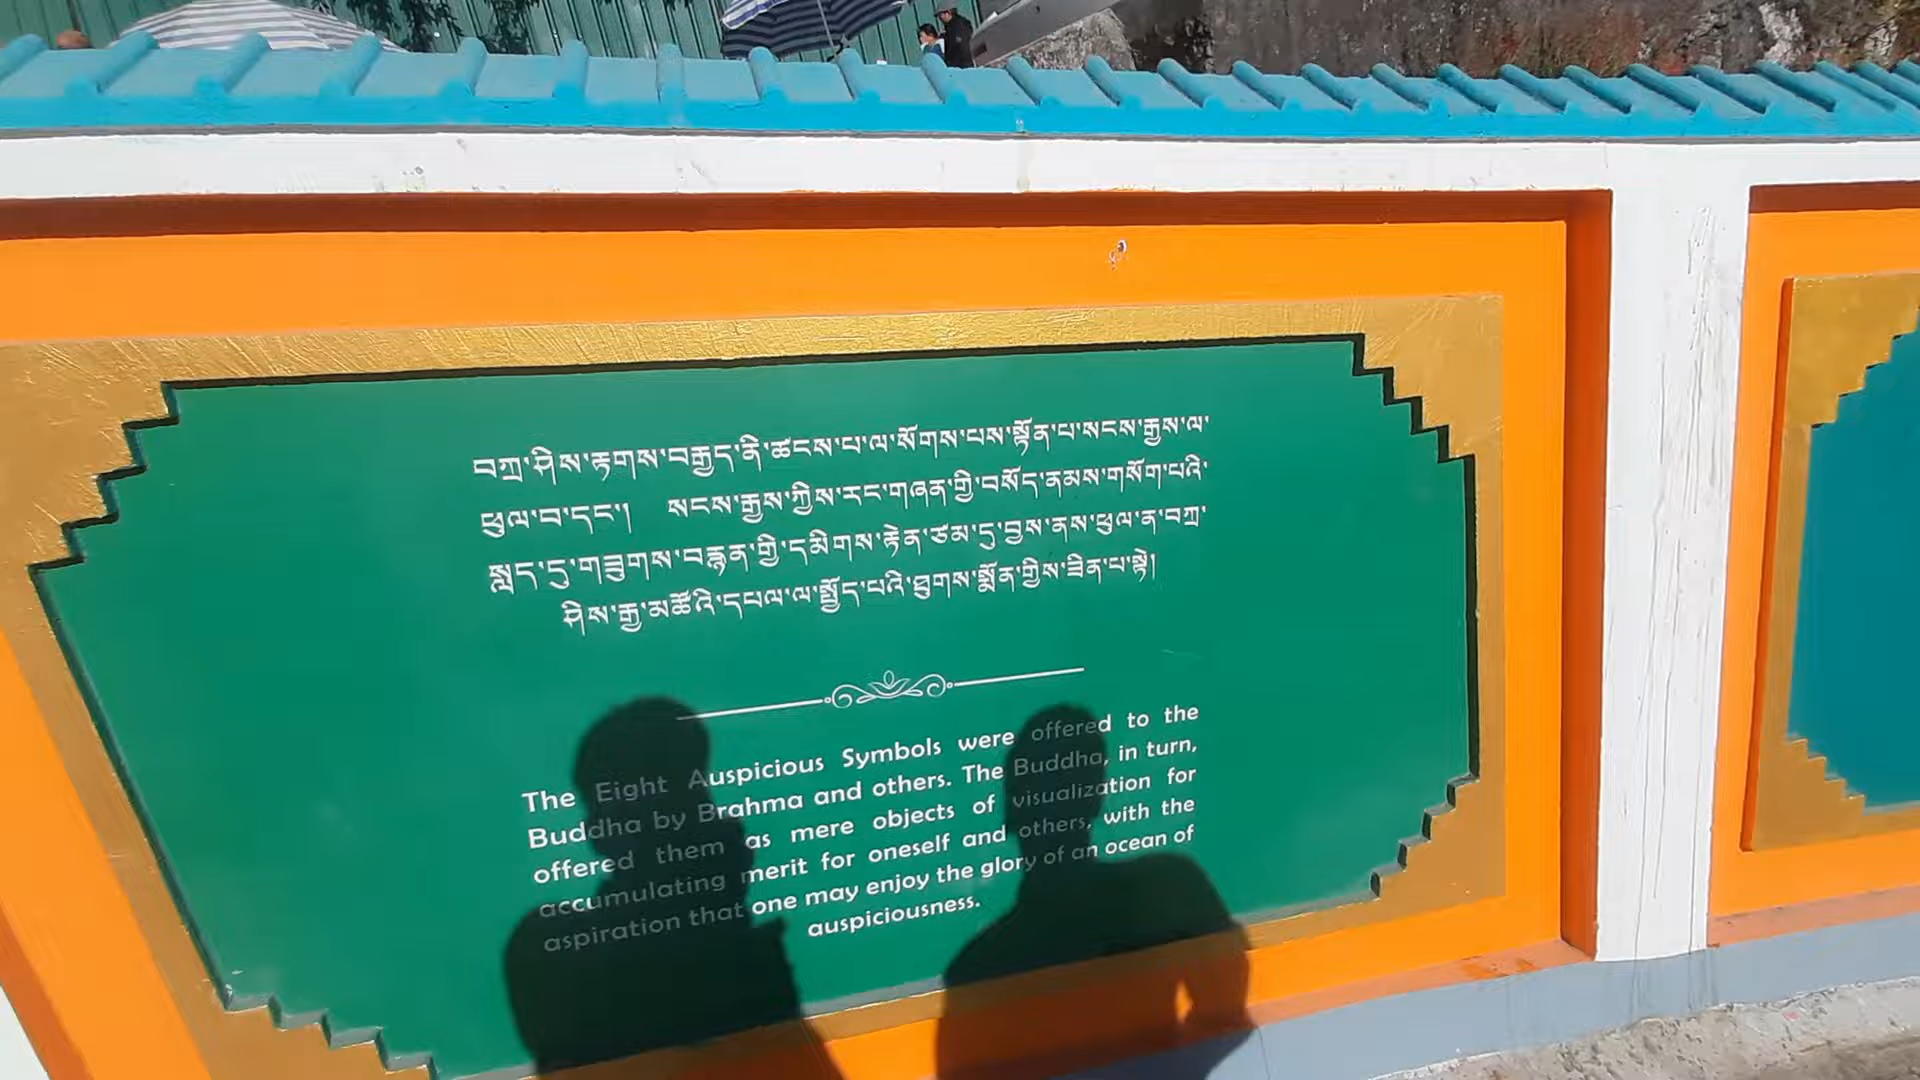 བཀྲ་ཤིས་རྟགས་བརྒྱད་ནི་ཚངས་པ་ལ་སོགས་པས་སྟོན་པ་སངས་རྒྱས་ལ་
ཕུལ་བ་དང་།  སངས་རྒྱས་ཀྱིས་རང་གཞན་གྱི་བསོད་ནམས་གསོག་པའི་
སླད་དུ་གཟུགས་བརྙན་གྱི་དམིགས་རྟེན་ཙམ་དུ་བྱས་ནས་ཕུལ་ན་བཀྲ་
ཤིས་རྒྱ་མཚོའི་དཔལ་ལ་སྤྱོད་པའི་ཐུགས་སྨོན་གྱིས་ཟིན་པ་སྟེ།
The Eight Auspicious Symbols were offered to the
Buddha by Brahma and others. The Buddha, in turn,
offered them as mere objects of visualization for
accumulating merit for oneself and others, with the
aspiration that one may enjoy the glory of an ocean of
auspiciousness.